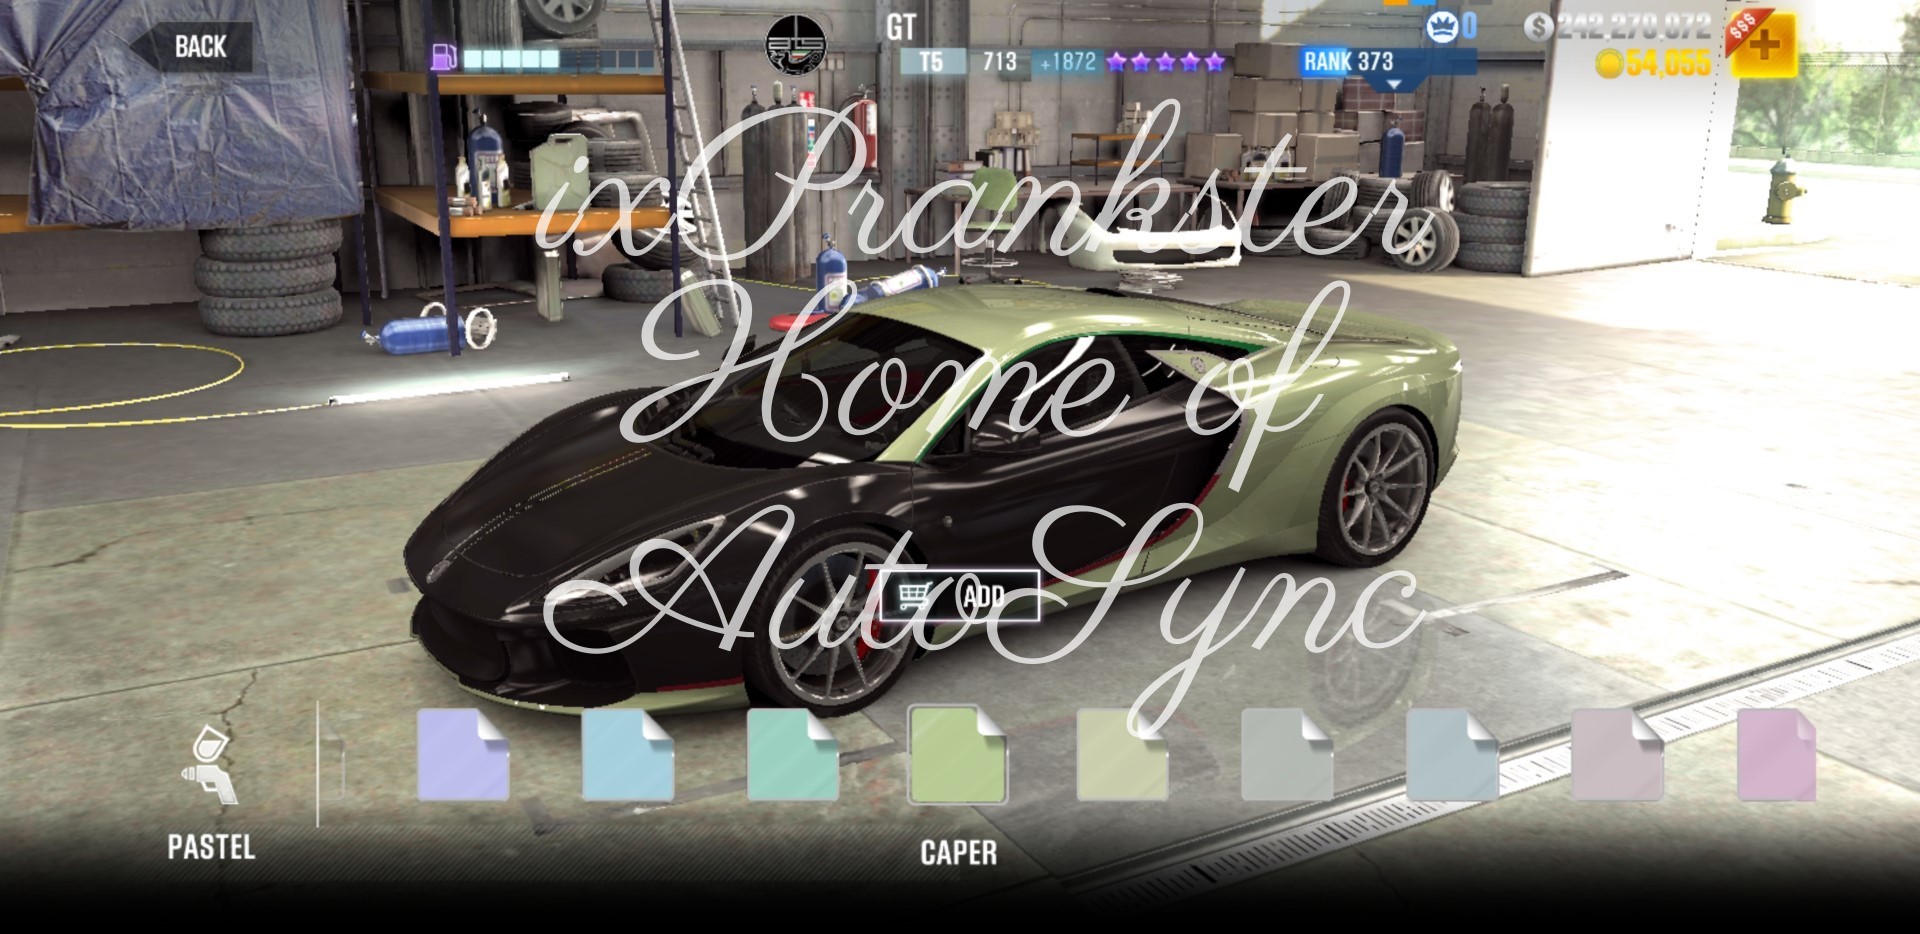 BACK
GT
T5 713 +1872
RANK 373
0
$ 242,270,072
54,055
$$$
ixPrankster
Home of
AutoSync
ADD
PASTEL
CAPER